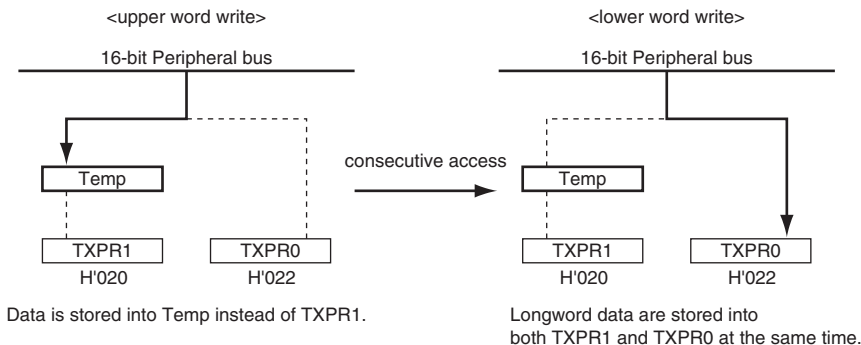 <upper word write>
<lower word write>
16-bit Peripheral bus
16-bit Peripheral bus
Temp
consecutive access
Temp
TXPR1
TXPR0
TXPR1
TXPR0
H'020
H'022
H'020
H'022
Data is stored into Temp instead of TXPR1.
Longword data are stored into
both TXPR1 and TXPR0 at the same time.